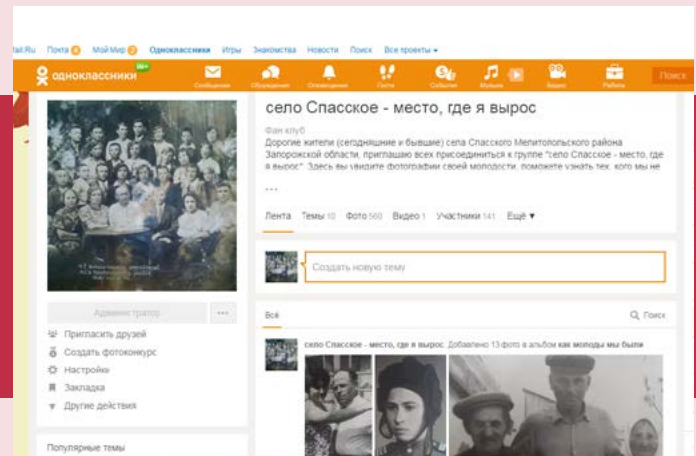 ail.Ru Почта Мой Мир Одноклассники Игры Знакомства Новости Поиск Все проекты
одноклассники Сообщения Обсуждения Оповещения Гости События Музыка Видео Работа Поиск
село Спасское - место, где я вырос
Фан клуб
Дорогие жители (сегодняшние и бывшие) села Спасского Мелитопольского района
Запорожской области, приглашаю всех присоединиться к группе "село Спасское - место, где
я вырос". Здесь вы увидите фотографии своей молодости, поможете узнать тех, кого мы не
...
Лента Темы 10 Фото 560 Видео 1 Участники 141 Ещё
Создать новую тему
Администратор ...
Всё Поиск
Пригласить друзей
Создать фотоконкурс
Настройки
Закладка
Другие действия
село Спасское - место, где я вырос Добавлено 13 фото в альбом как молоды мы были
Популярные темы